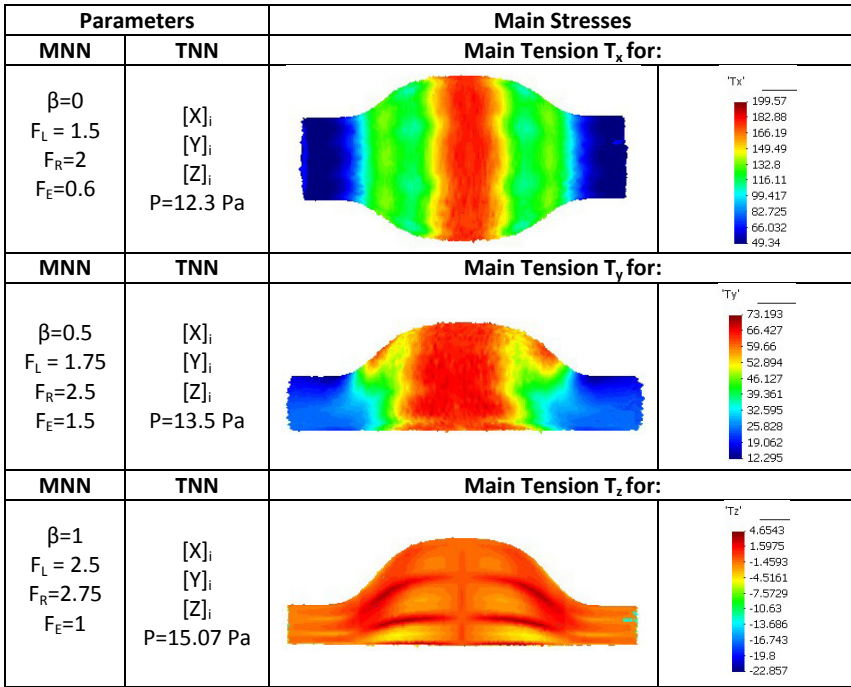 Parameters Main Stresses
MNN TNN Main Tension Tx for:
β=0
FL = 1.5
FR=2
FE=0.6
[X]i
[Y]i
[Z]i
P=12.3 Pa
'Tx'
199.57
182.88
166.19
149.49
132.8
116.11
99.417
82.725
66.032
49.34
MNN TNN Main Tension Ty for:
β=0.5
FL = 1.75
FR=2.5
FE=1.5
[X]i
[Y]i
[Z]i
P=13.5 Pa
'Ty'
73.193
66.427
59.66
52.894
46.127
39.361
32.595
25.828
19.062
12.295
MNN TNN Main Tension Tz for:
β=1
FL = 2.5
FR=2.75
FE=1
[X]i
[Y]i
[Z]i
P=15.07 Pa
'Tz'
4.6543
1.5975
-1.4593
-4.5161
-7.5729
-10.63
-13.686
-16.743
-19.8
-22.857